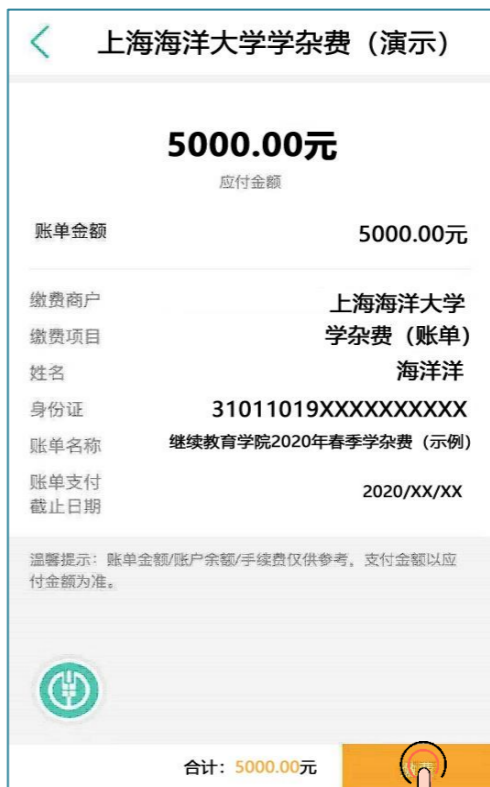 上海海洋大学学杂费（演示）
5000.00元
应付金额
账单金额 5000.00元
缴费商户 上海海洋大学
缴费项目 学杂费（账单）
姓名 海洋洋
身份证 31011019XXXXXXXXXX
账单名称 继续教育学院2020年春季学杂费（示例）
账单支付
截止日期 2020/XX/XX
温馨提示：账单金额/账户余额/手续费仅供参考，支付金额以应
付金额为准。
合计：5000.00元